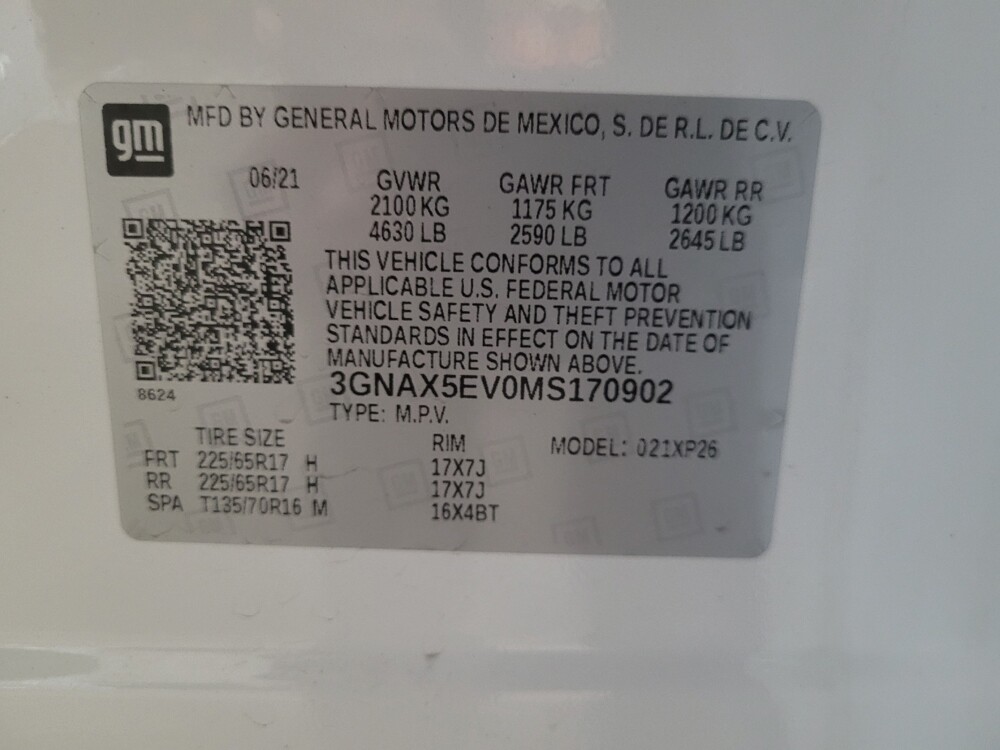 gm
MFD BY GENERAL MOTORS DE MEXICO, S. DE R.L. DE C.V.
06/21 GVWR GAWR FRT GAWR RR
2100 KG 1175 KG 1200 KG
4630 LB 2590 LB 2645 LB
THIS VEHICLE CONFORMS TO ALL
APPLICABLE U.S. FEDERAL MOTOR
VEHICLE SAFETY AND THEFT PREVENTION
STANDARDS IN EFFECT ON THE DATE OF
MANUFACTURE SHOWN ABOVE.
8624
3GNAX5EV0MS170902
TYPE: M.P.V.
TIRE SIZE RIM MODEL: 021XP26
FRT 225/65R17 H 17X7J
RR 225/65R17 H 17X7J
SPA T135/70R16 M 16X4BT